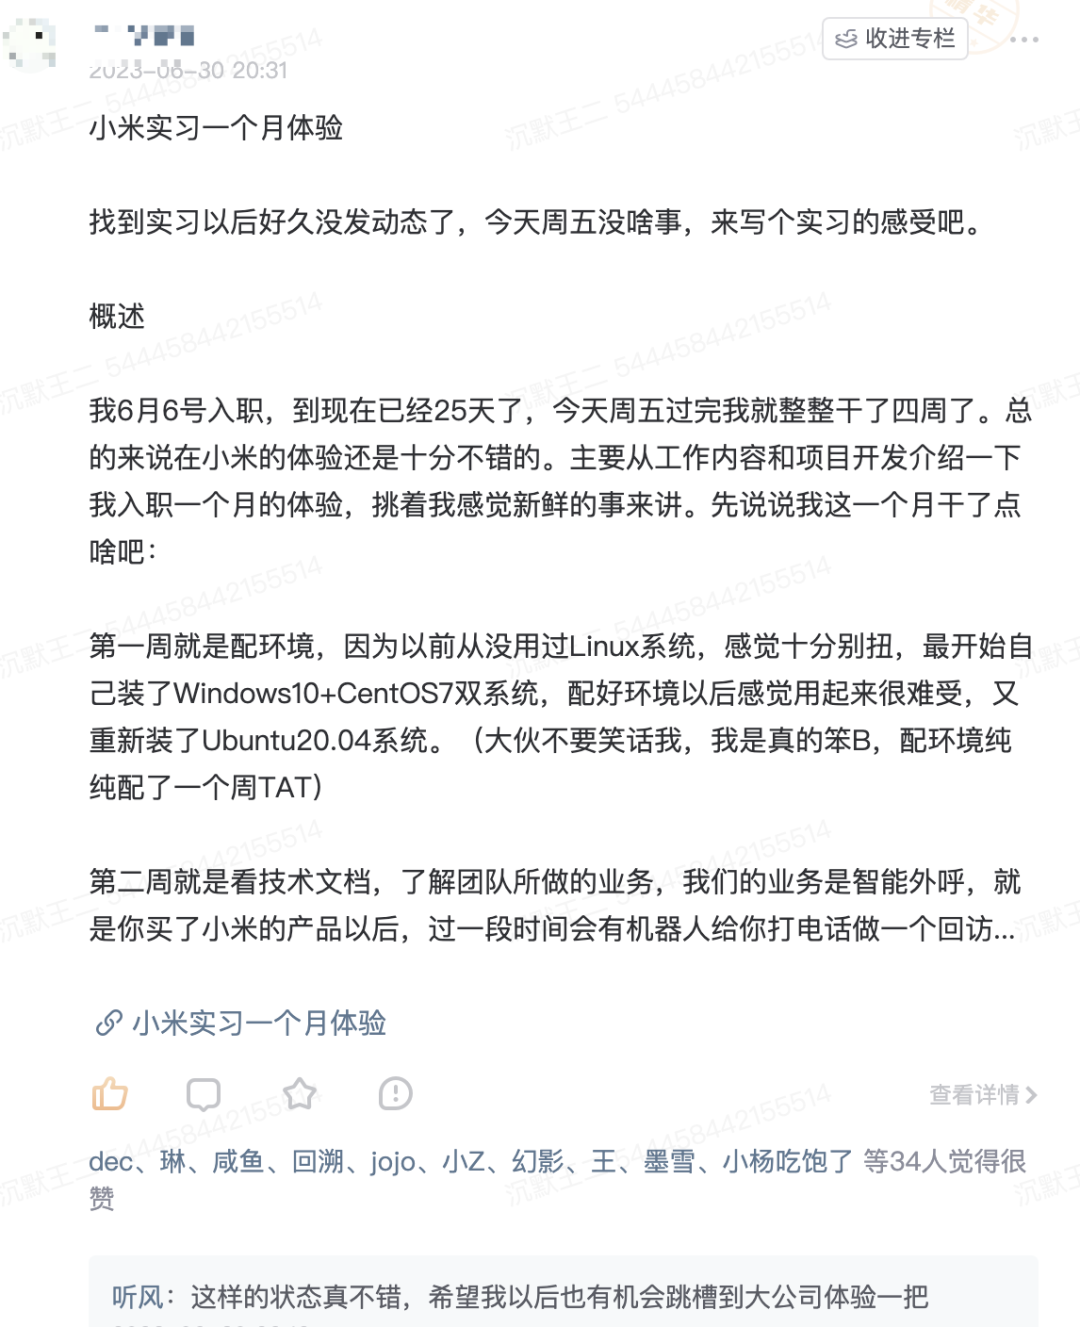 精华
收进专栏
2023-06-30 20:31
小米实习一个月体验
找到实习以后好久没发动态了，今天周五没啥事，来写个实习的感受吧。
概述
我6月6号入职，到现在已经25天了，今天周五过完我就整整干了四周了。总
的来说在小米的体验还是十分不错的。主要从工作内容和项目开发介绍一下
我入职一个月的体验，挑着我感觉新鲜的事来讲。先说说我这一个月干了点
啥吧：
第一周就是配环境，因为以前从没用过Linux系统，感觉十分别扭，最开始自
己装了Windows10+CentOS7双系统，配好环境以后感觉用起来很难受，又
重新装了Ubuntu20.04系统。（大伙不要笑话我，我是真的笨B，配环境纯
纯配了一个周TAT）
第二周就是看技术文档，了解团队所做的业务，我们的业务是智能外呼，就
是你买了小米的产品以后，过一段时间会有机器人给你打电话做一个回访...
小米实习一个月体验
查看详情
dec、琳、咸鱼、回溯、jojo、小Z、幻影、王、墨雪、小杨吃饱了 等34人觉得很
赞
听风：这样的状态真不错，希望我以后也有机会跳槽到大公司体验一把
沉默王二 544458442155514